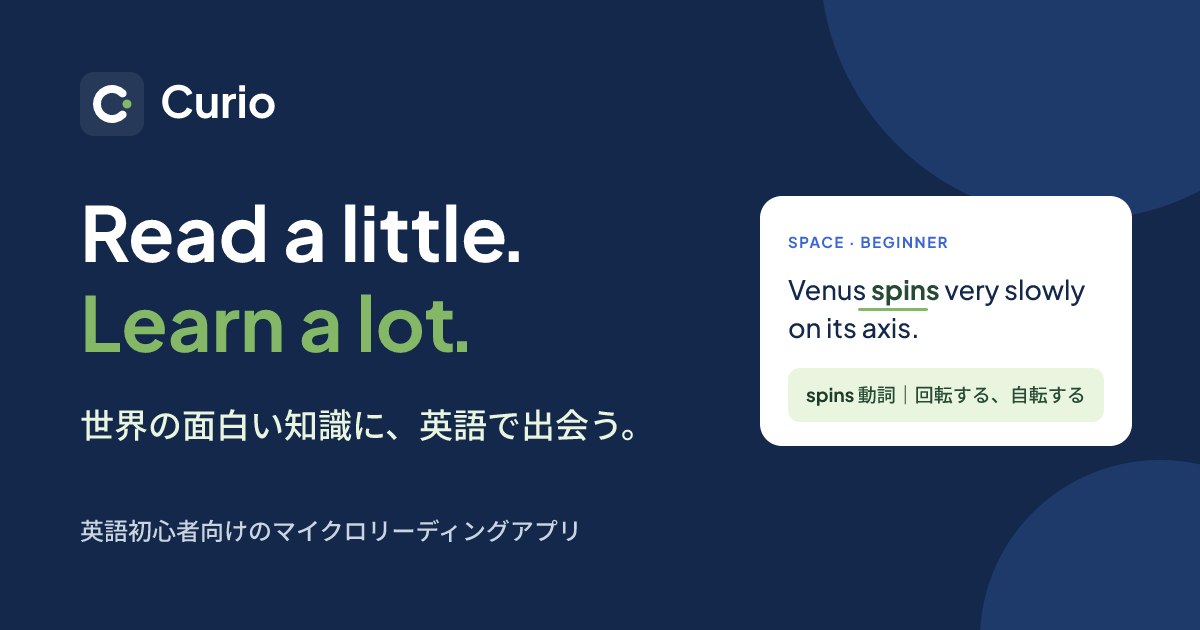 Curio
Read a little.
Learn a lot.
世界の面白い知識に、英語で出会う。
英語初心者向けのマイクロリーディングアプリ
SPACE · BEGINNER
Venus spins very slowly
on its axis.
spins 動詞｜回転する、自転する